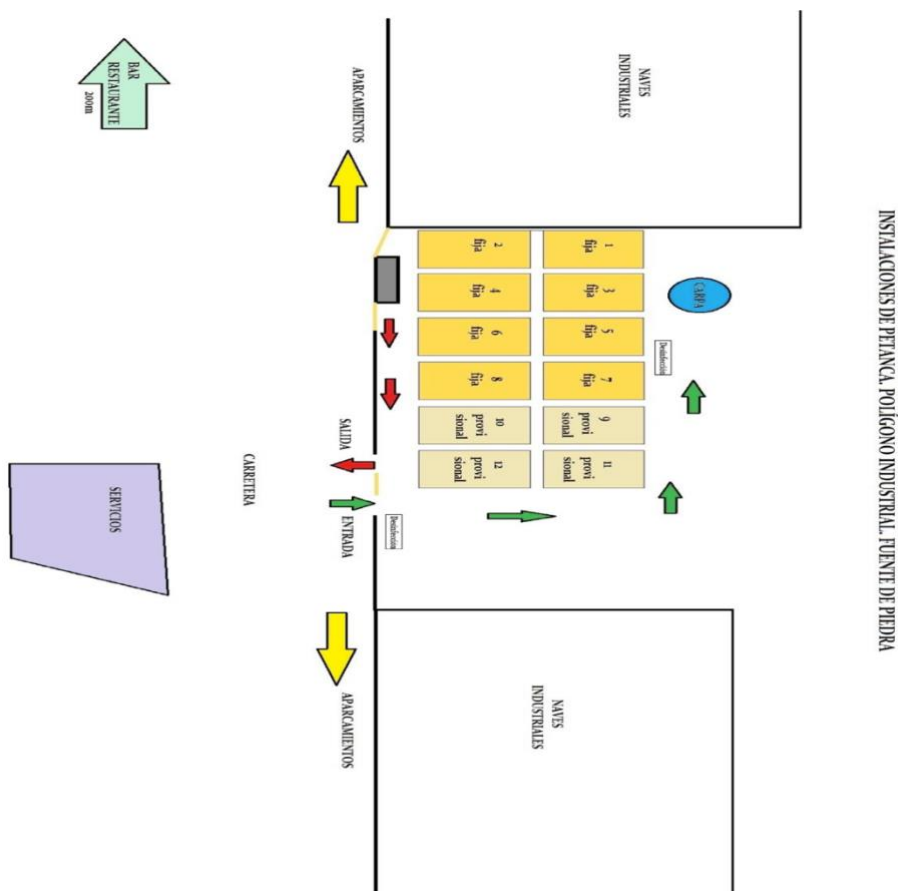 INSTALACIONES DE PETANCA. POLÍGONO INDUSTRIAL. FUENTE DE PIEDRA
NAVES
INDUSTRIALES
CARPA
Desinfección
1
fija
3
fija
5
fija
7
fija
9
provi
sional
11
provi
sional
2
fija
4
fija
6
fija
8
fija
10
provi
sional
12
provi
sional
NAVES
INDUSTRIALES
Desinfección
APARCAMIENTOS
SALIDA
ENTRADA
APARCAMIENTOS
CARRETERA
BAR
RESTAURANTE
200m
SERVICIOS